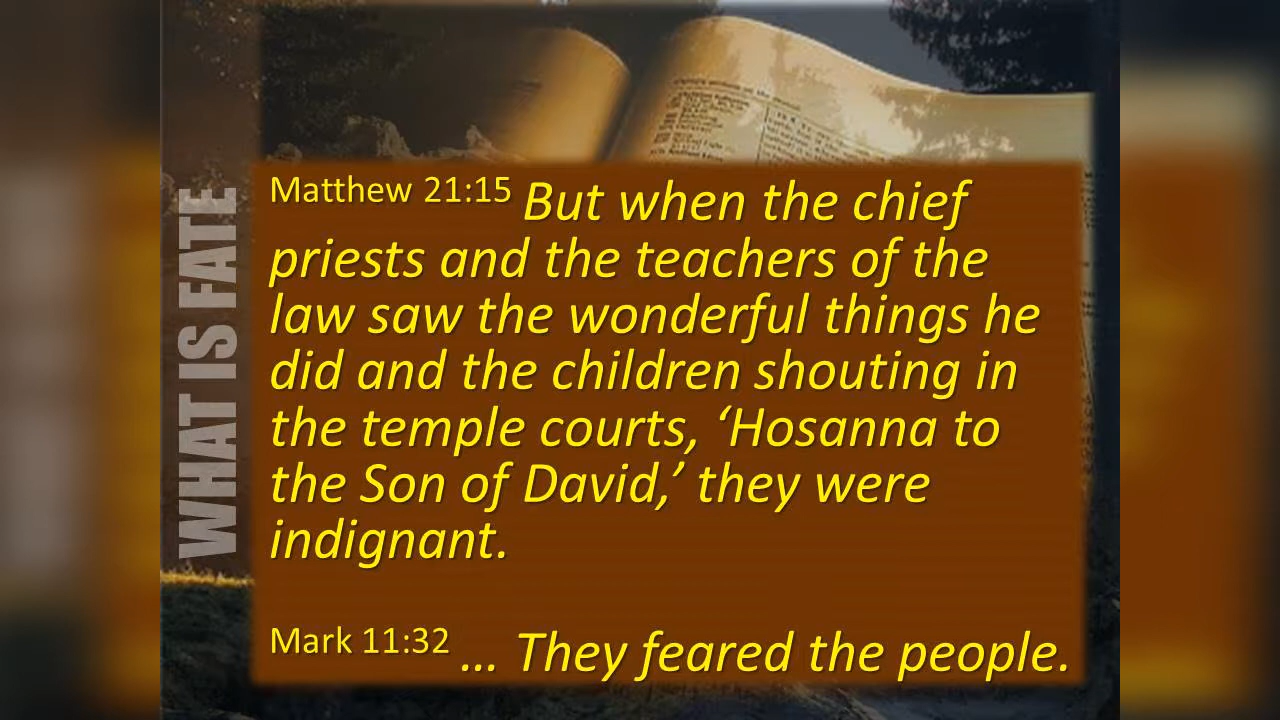 WHAT IS FATE
Matthew 21:15 But when the chief
priests and the teachers of the
law saw the wonderful things he
did and the children shouting in
the temple courts, ‘Hosanna to
the Son of David,’ they were
indignant.
Mark 11:32 … They feared the people.